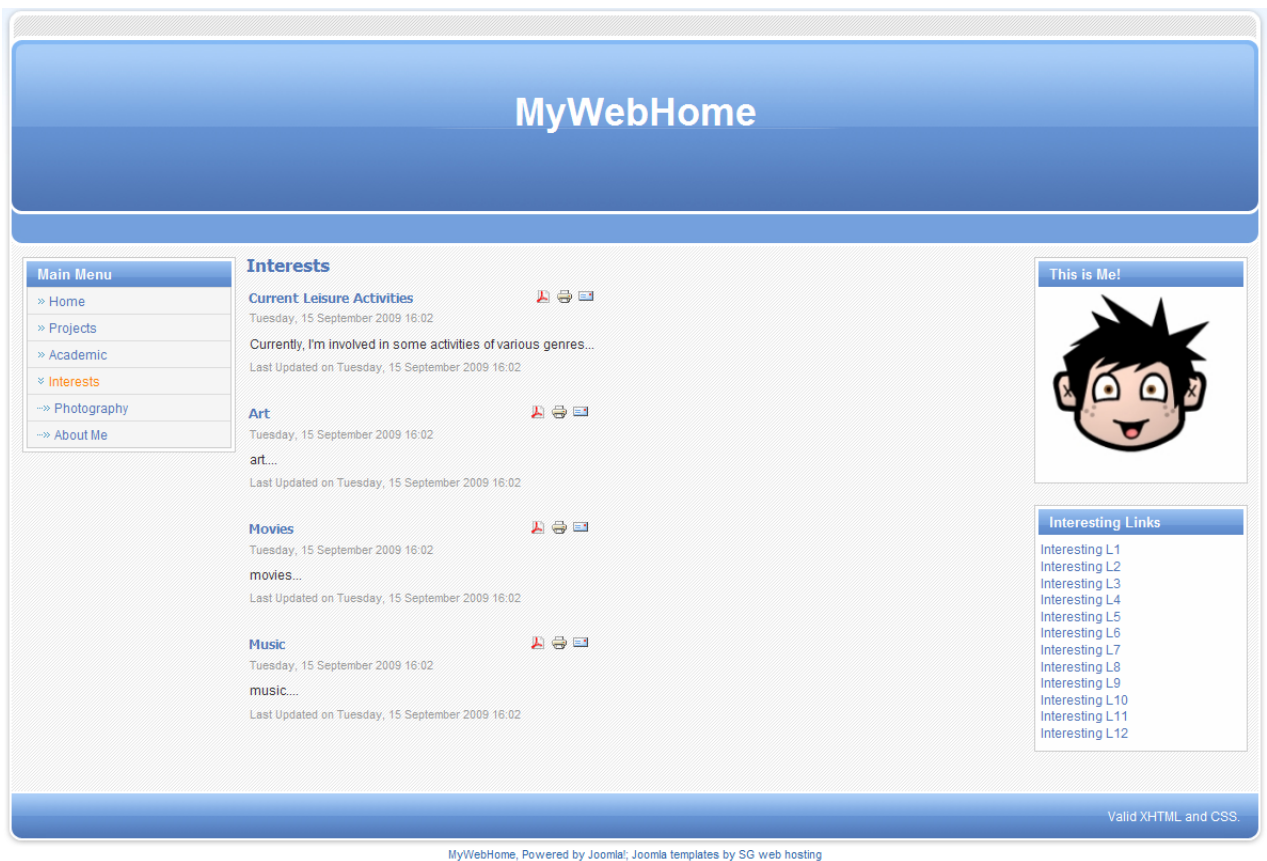 MyWebHome
Main Menu
» Home
» Projects
» Academic
» Interests
» Photography
» About Me
Interests
Current Leisure Activities
Tuesday, 15 September 2009 16:02
Currently, I'm involved in some activities of various genres...
Last Updated on Tuesday, 15 September 2009 16:02
Art
Tuesday, 15 September 2009 16:02
art....
Last Updated on Tuesday, 15 September 2009 16:02
Movies
Tuesday, 15 September 2009 16:02
movies...
Last Updated on Tuesday, 15 September 2009 16:02
Music
Tuesday, 15 September 2009 16:02
music....
Last Updated on Tuesday, 15 September 2009 16:02
This is Me!
Interesting Links
Interesting L1
Interesting L2
Interesting L3
Interesting L4
Interesting L5
Interesting L6
Interesting L7
Interesting L8
Interesting L9
Interesting L10
Interesting L11
Interesting L12
Valid XHTML and CSS.
MyWebHome, Powered by Joomla!; Joomla templates by SG web hosting